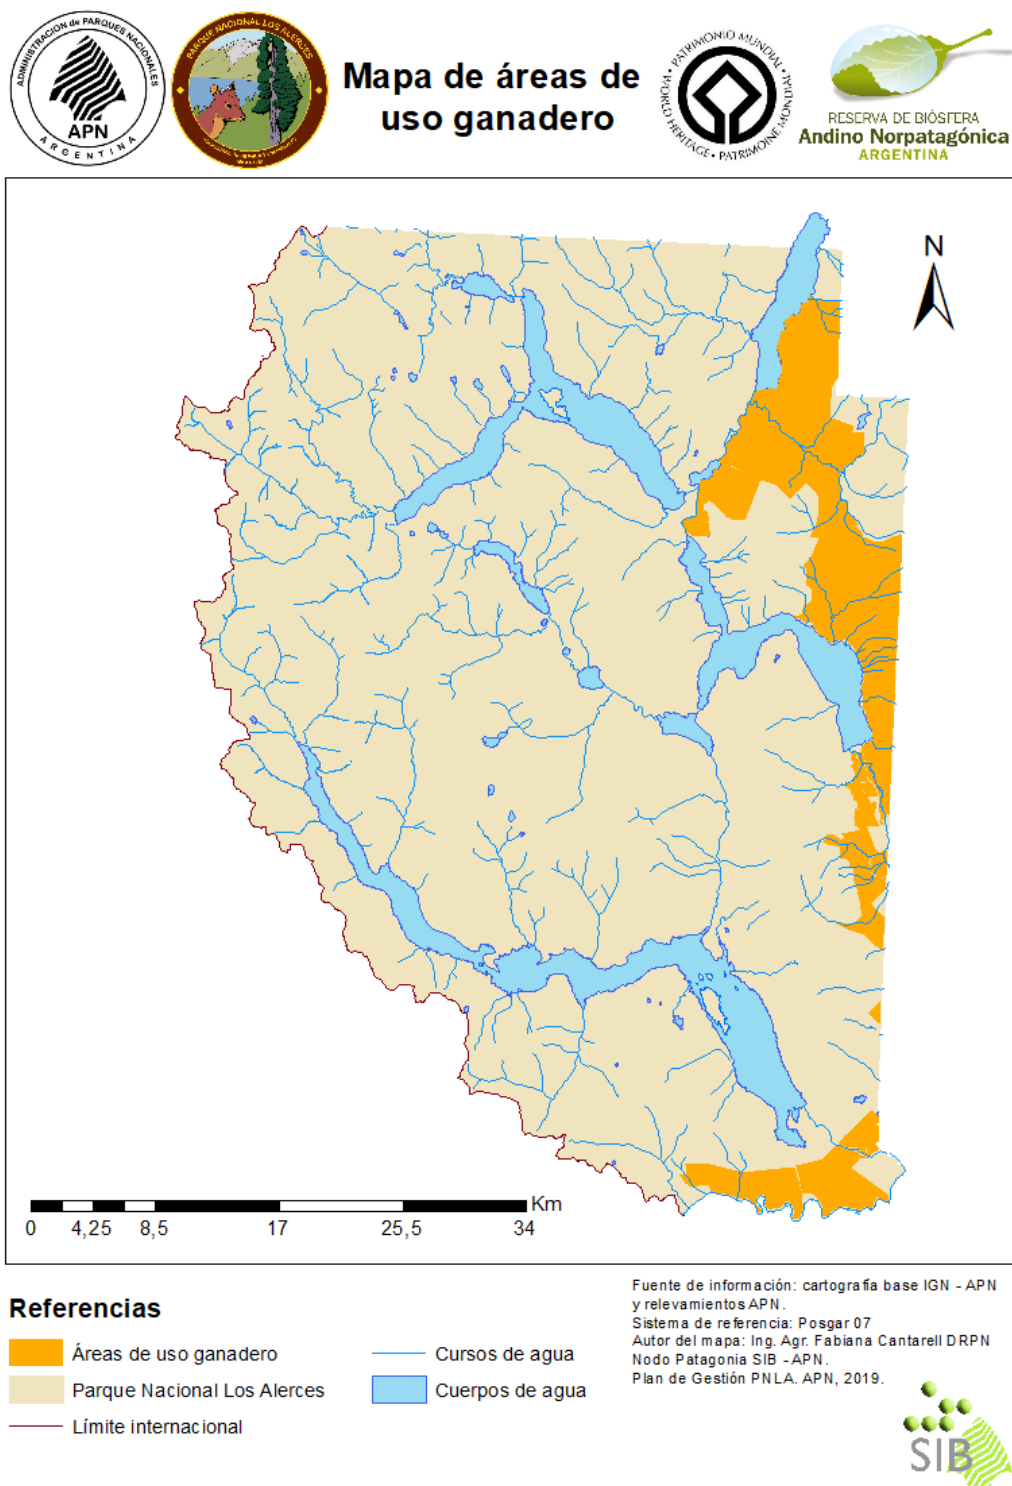 ADMINISTRACION de PARQUES NACIONALES
APN
ARGENTINA
PARQUE NACIONAL LOS ALERCES
Mapa de áreas de
uso ganadero
PATRIMONIO MUNDIAL • WORLD HERITAGE • PATRIMOINE MONDIAL
RESERVA DE BIÓSFERA
Andino Norpatagónica
ARGENTINA
N
Km
0 4,25 8,5 17 25,5 34
Referencias
Áreas de uso ganadero
Parque Nacional Los Alerces
Límite internacional
Cursos de agua
Cuerpos de agua
Fuente de información: cartografía base IGN - APN
y relevamientos APN.
Sistema de referencia: Posgar 07
Autor del mapa: Ing. Agr. Fabiana Cantarell DRPN
Nodo Patagonia SIB - APN.
Plan de Gestión PNLA. APN, 2019.
SIB